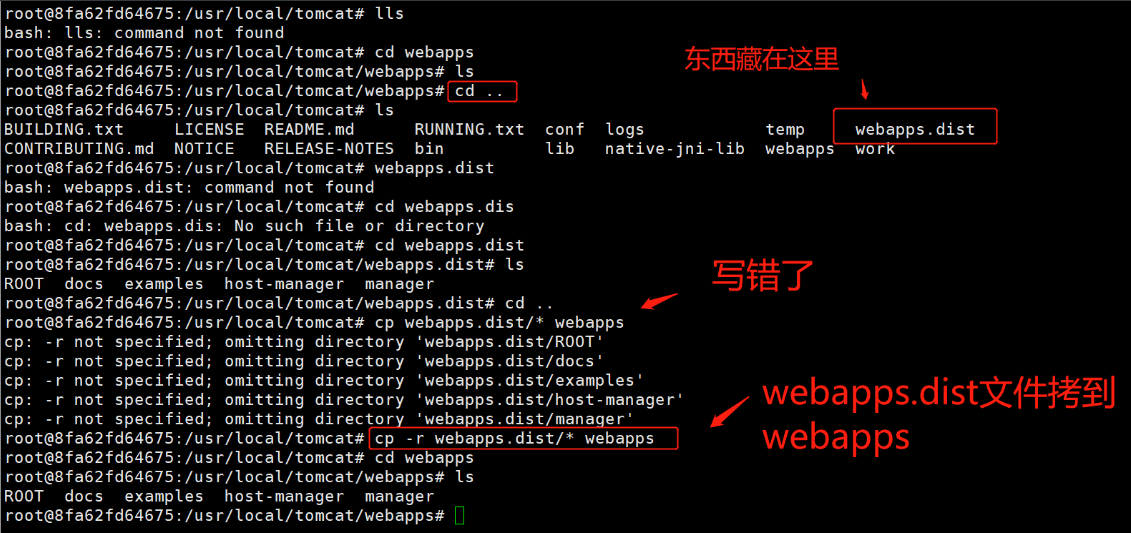 root@8fa62fd64675:/usr/local/tomcat# lls
bash: lls: command not found
root@8fa62fd64675:/usr/local/tomcat# cd webapps
root@8fa62fd64675:/usr/local/tomcat/webapps# ls
东西藏在这里
root@8fa62fd64675:/usr/local/tomcat/webapps# cd ..
root@8fa62fd64675:/usr/local/tomcat# ls
BUILDING.txt LICENSE README.md RUNNING.txt conf logs temp webapps.dist
CONTRIBUTING.md NOTICE RELEASE-NOTES bin lib native-jni-lib webapps work
root@8fa62fd64675:/usr/local/tomcat# webapps.dist
bash: webapps.dist: command not found
root@8fa62fd64675:/usr/local/tomcat# cd webapps.dis
bash: cd: webapps.dis: No such file or directory
root@8fa62fd64675:/usr/local/tomcat# cd webapps.dist
root@8fa62fd64675:/usr/local/tomcat/webapps.dist# ls
ROOT docs examples host-manager manager
写错了
root@8fa62fd64675:/usr/local/tomcat/webapps.dist# cd ..
root@8fa62fd64675:/usr/local/tomcat# cp webapps.dist/* webapps
cp: -r not specified; omitting directory 'webapps.dist/ROOT'
cp: -r not specified; omitting directory 'webapps.dist/docs'
cp: -r not specified; omitting directory 'webapps.dist/examples'
cp: -r not specified; omitting directory 'webapps.dist/host-manager'
cp: -r not specified; omitting directory 'webapps.dist/manager'
webapps.dist文件拷到
webapps
root@8fa62fd64675:/usr/local/tomcat# cp -r webapps.dist/* webapps
root@8fa62fd64675:/usr/local/tomcat# cd webapps
root@8fa62fd64675:/usr/local/tomcat/webapps# ls
ROOT docs examples host-manager manager
root@8fa62fd64675:/usr/local/tomcat/webapps#